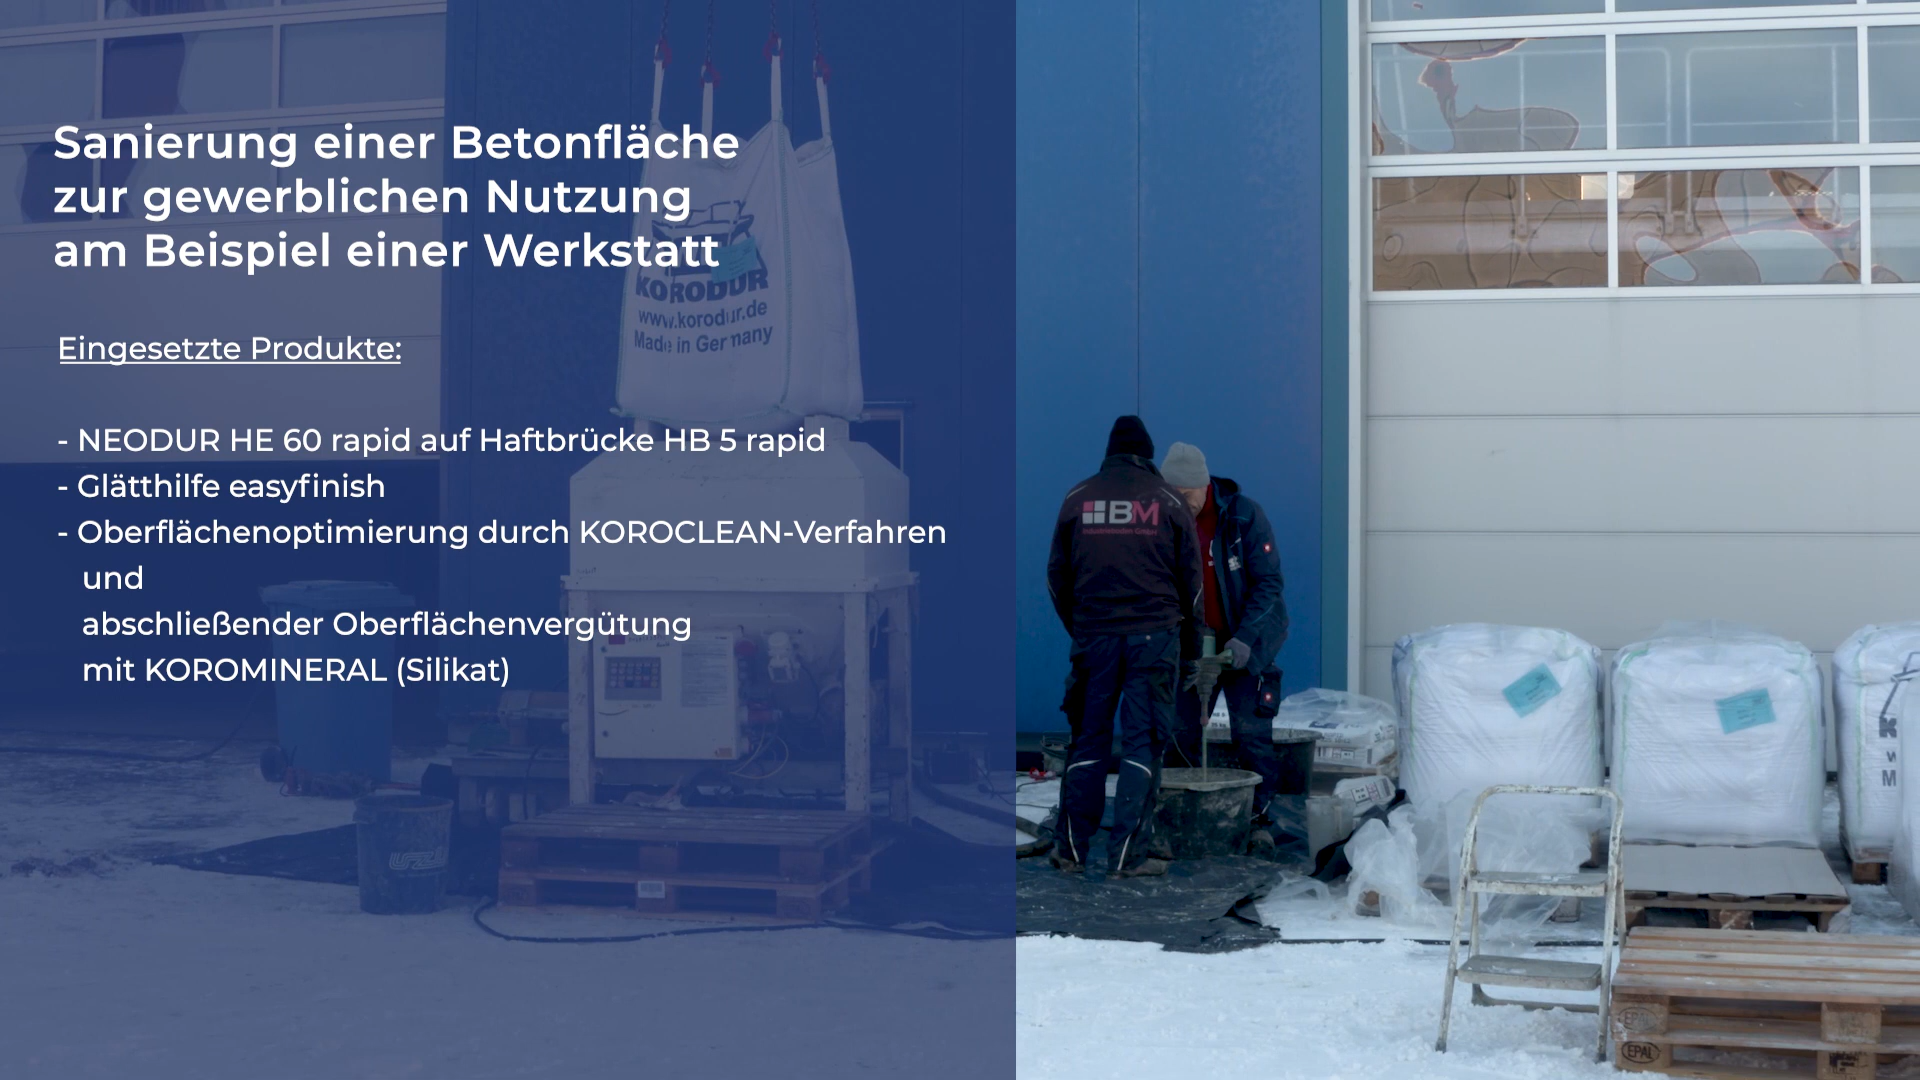 Sanierung einer Betonfläche
zur gewerblichen Nutzung
am Beispiel einer Werkstatt
Eingesetzte Produkte:
- NEODUR HE 60 rapid auf Haftbrücke HB 5 rapid
- Glätthilfe easyfinish
- Oberflächenoptimierung durch KOROCLEAN-Verfahren
und
abschließender Oberflächenvergütung
mit KOROMINERAL (Silikat)
KORODUR
www.korodur.de
Made in Germany
BM
Industrieboden GmbH
K
w
M
EPAL
EPAL